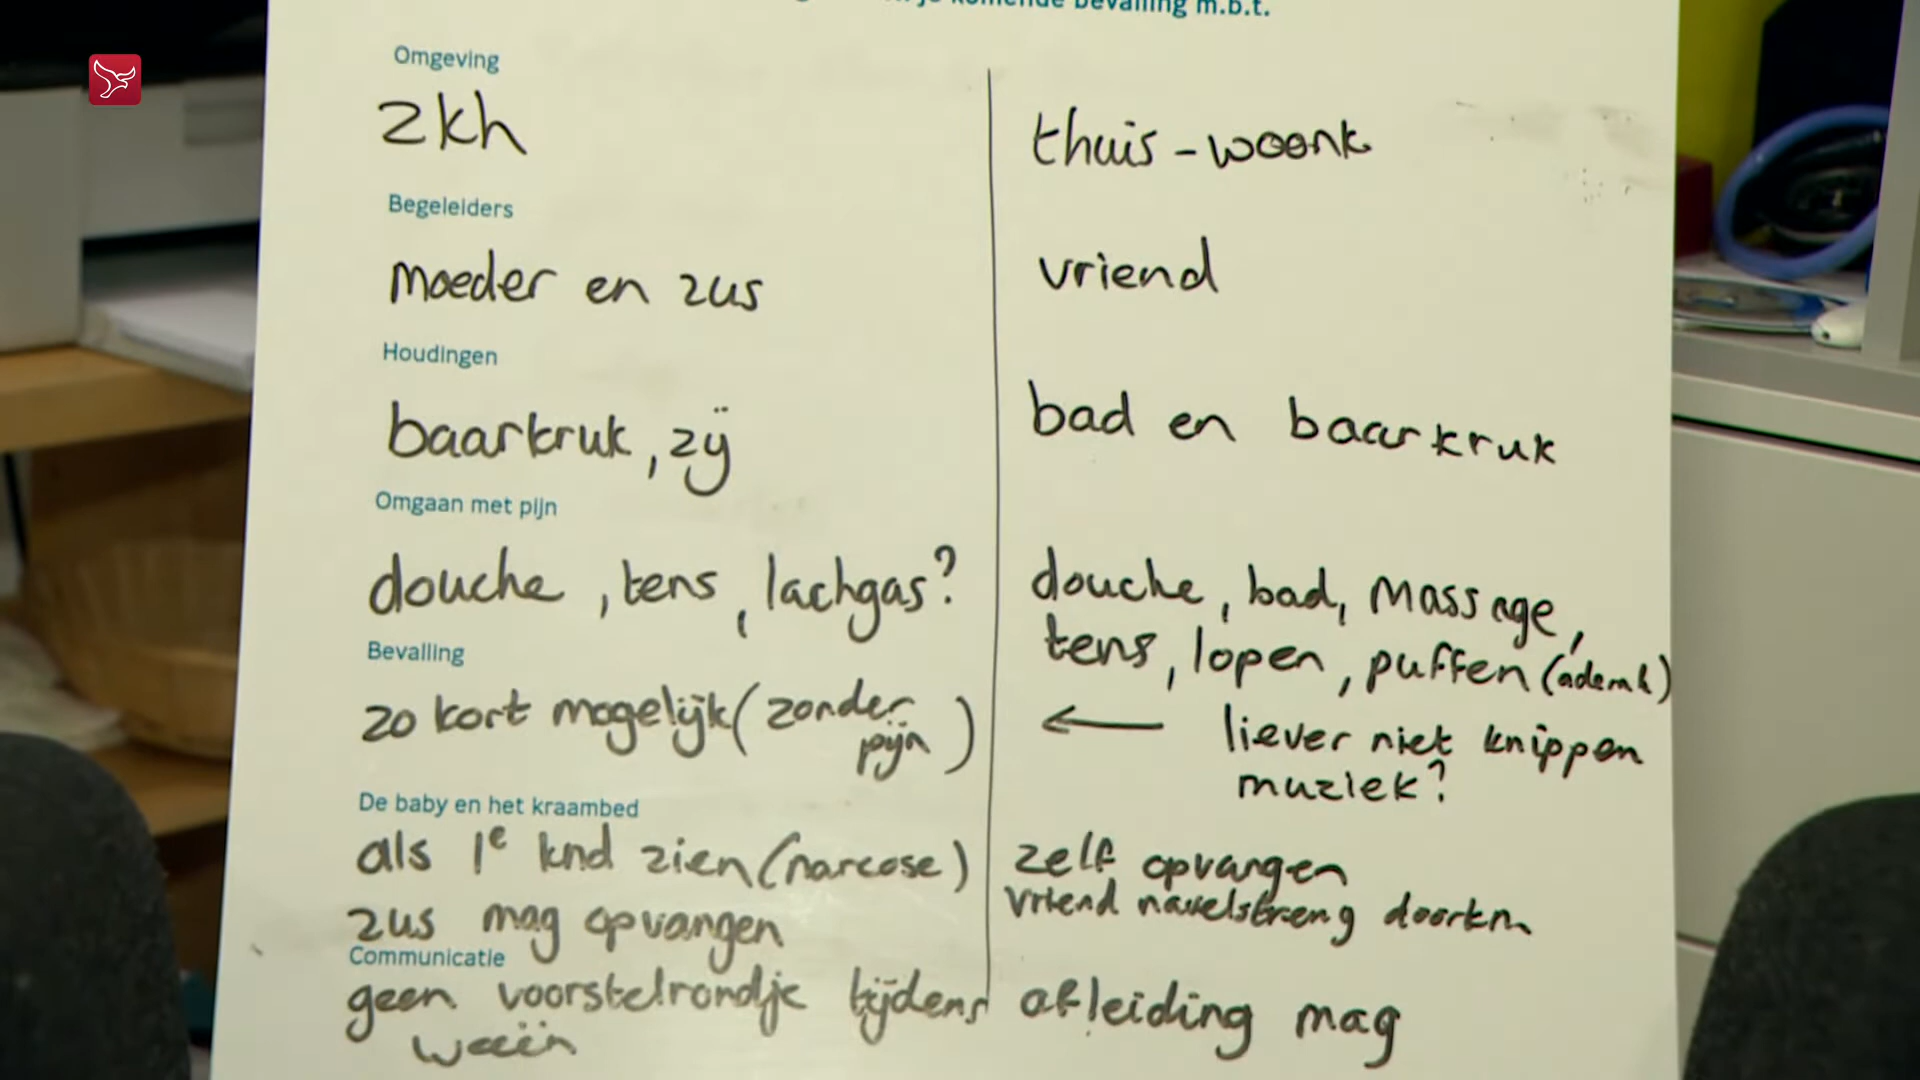 je komende bevalling m.b.t.
Omgeving
zkh
thuis - woonk
Begeleiders
moeder en zus
vriend
Houdingen
baarkruk, zij
bad en baarkruk
Omgaan met pijn
douche, tens, lachgas?
douche, bad, massage,
tens, lopen, puffen (ademh)
Bevalling
zo kort mogelijk (zonder
pijn)
← liever niet knippen
muziek?
De baby en het kraambed
als 1e knd zien (narcose)
zus mag opvangen
zelf opvangen
vriend navelstreng doorkn
Communicatie
geen voorstelrondje tijdens
weeën
afleiding mag